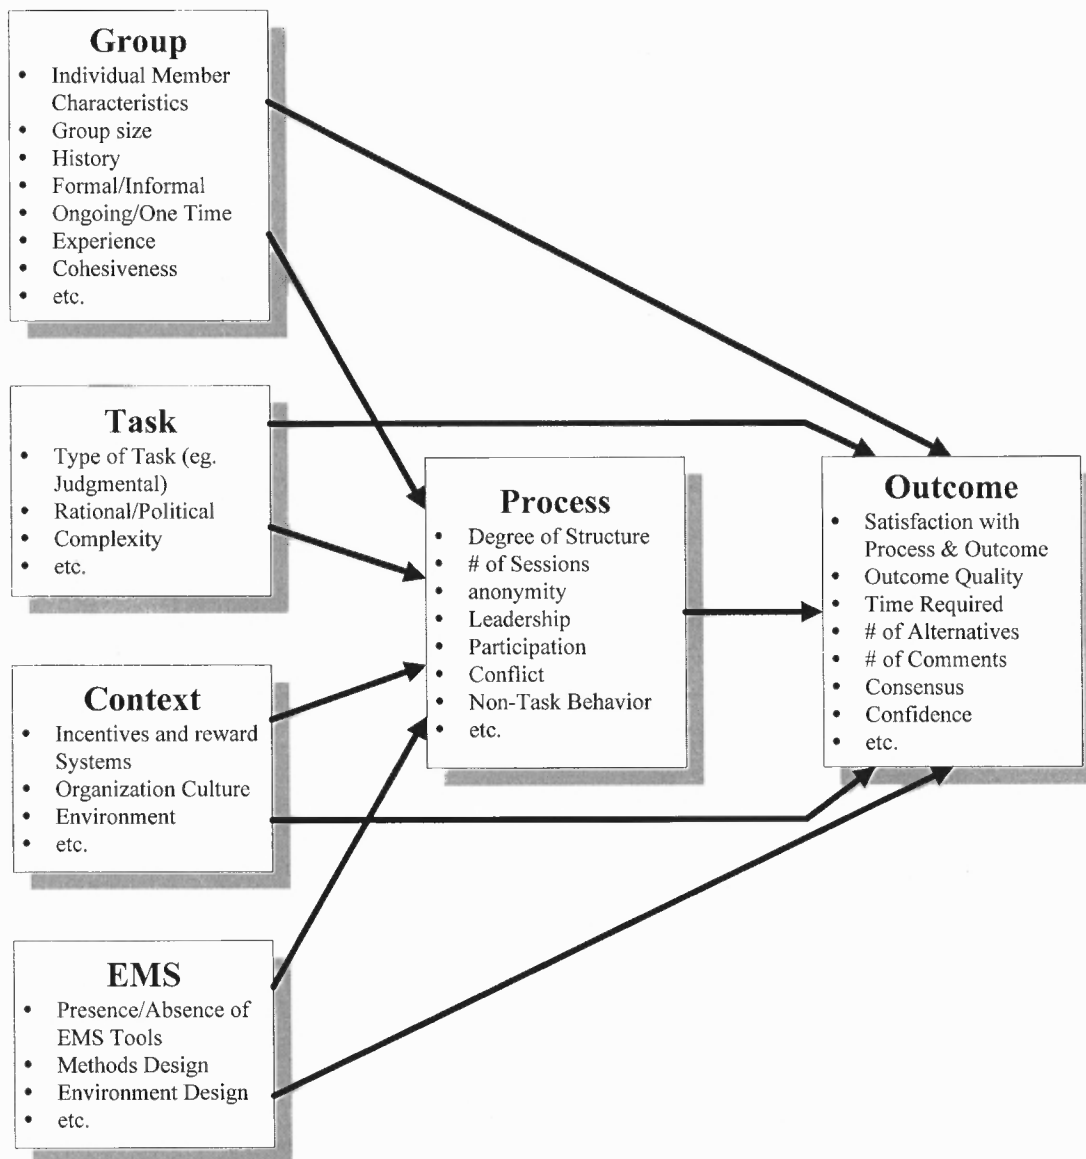 Group
• Individual Member
Characteristics
• Group size
• History
• Formal/Informal
• Ongoing/One Time
• Experience
• Cohesiveness
• etc.
Task
• Type of Task (eg.
Judgmental)
• Rational/Political
• Complexity
• etc.
Context
• Incentives and reward
Systems
• Organization Culture
• Environment
• etc.
EMS
• Presence/Absence of
EMS Tools
• Methods Design
• Environment Design
• etc.
Process
• Degree of Structure
• # of Sessions
• anonymity
• Leadership
• Participation
• Conflict
• Non-Task Behavior
• etc.
Outcome
• Satisfaction with
Process & Outcome
• Outcome Quality
• Time Required
• # of Alternatives
• # of Comments
• Consensus
• Confidence
• etc.